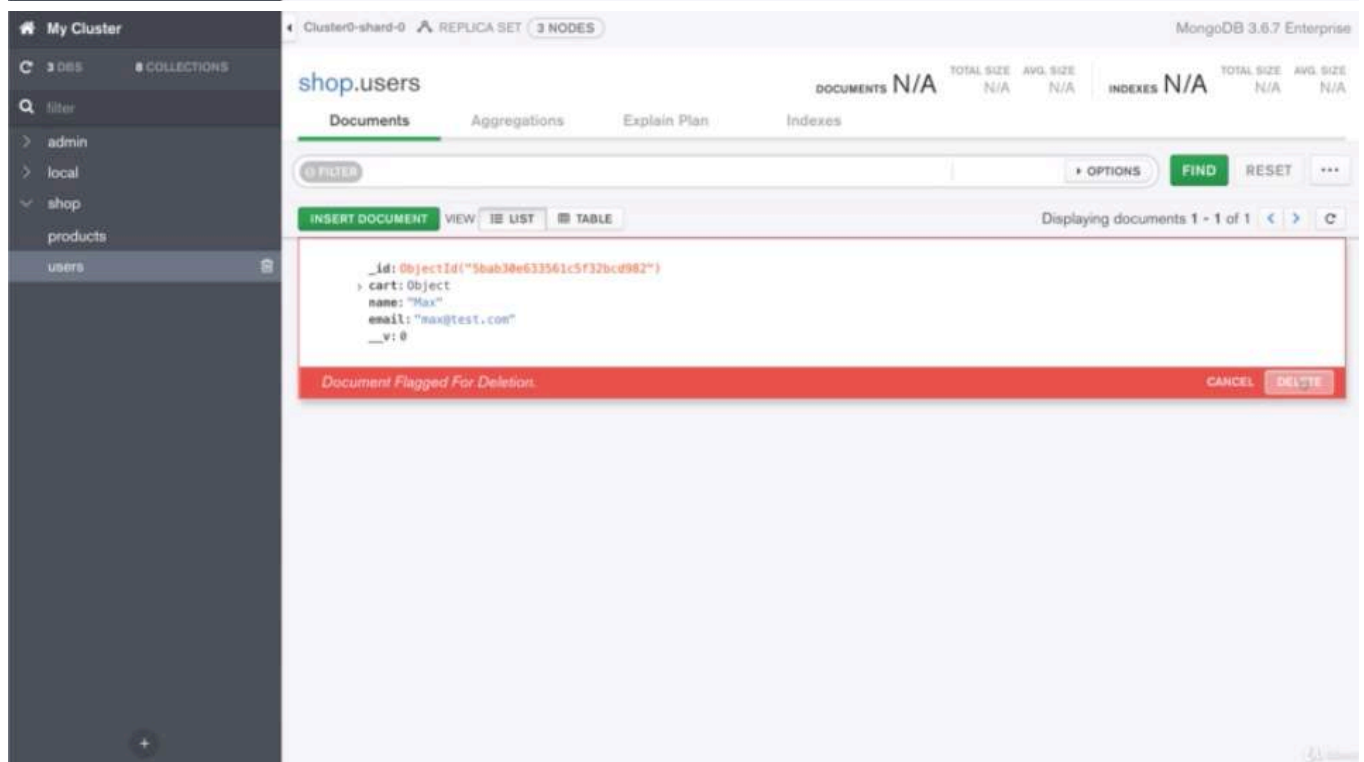 My Cluster
Cluster0-shard-0 REPLICA SET 3 NODES
MongoDB 3.6.7 Enterprise
3 DBS 8 COLLECTIONS
filter
admin
local
shop
products
users
shop.users
DOCUMENTS N/A TOTAL SIZE N/A AVG. SIZE N/A
INDEXES N/A TOTAL SIZE N/A AVG. SIZE N/A
Documents Aggregations Explain Plan Indexes
FILTER
OPTIONS FIND RESET ...
INSERT DOCUMENT VIEW LIST TABLE
Displaying documents 1 - 1 of 1
_id: ObjectId("5bab30e633561c5f32bcd982")
cart: Object
name: "Max"
email: "max@test.com"
__v: 0
Document Flagged For Deletion.
CANCEL DELETE